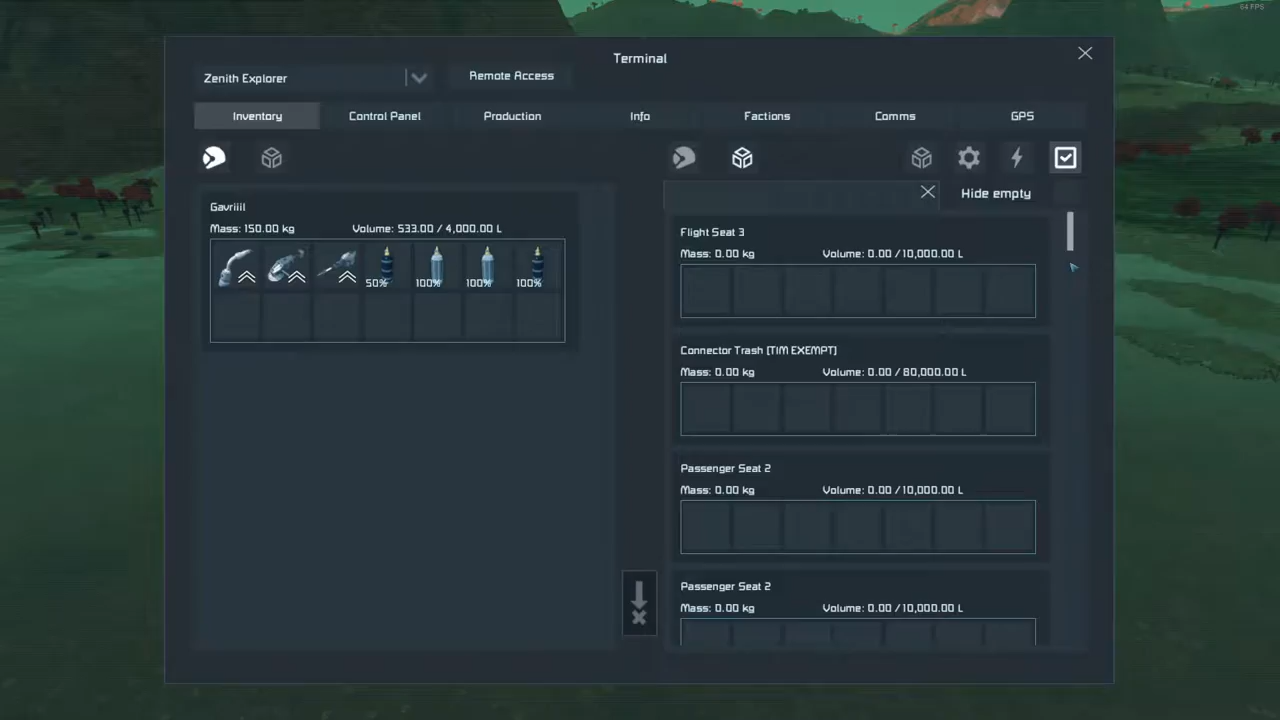 64 FPS
Terminal
Zenith Explorer
Remote Access
Inventory
Control Panel
Production
Info
Factions
Comms
GPS
Hide empty
Gavriiil
Mass: 150.00 kg Volume: 533.00 / 4,000.00 L
50% 100% 100% 100%
Flight Seat 3
Mass: 0.00 kg Volume: 0.00 / 10,000.00 L
Connector Trash [TIM EXEMPT]
Mass: 0.00 kg Volume: 0.00 / 80,000.00 L
Passenger Seat 2
Mass: 0.00 kg Volume: 0.00 / 10,000.00 L
Passenger Seat 2
Mass: 0.00 kg Volume: 0.00 / 10,000.00 L